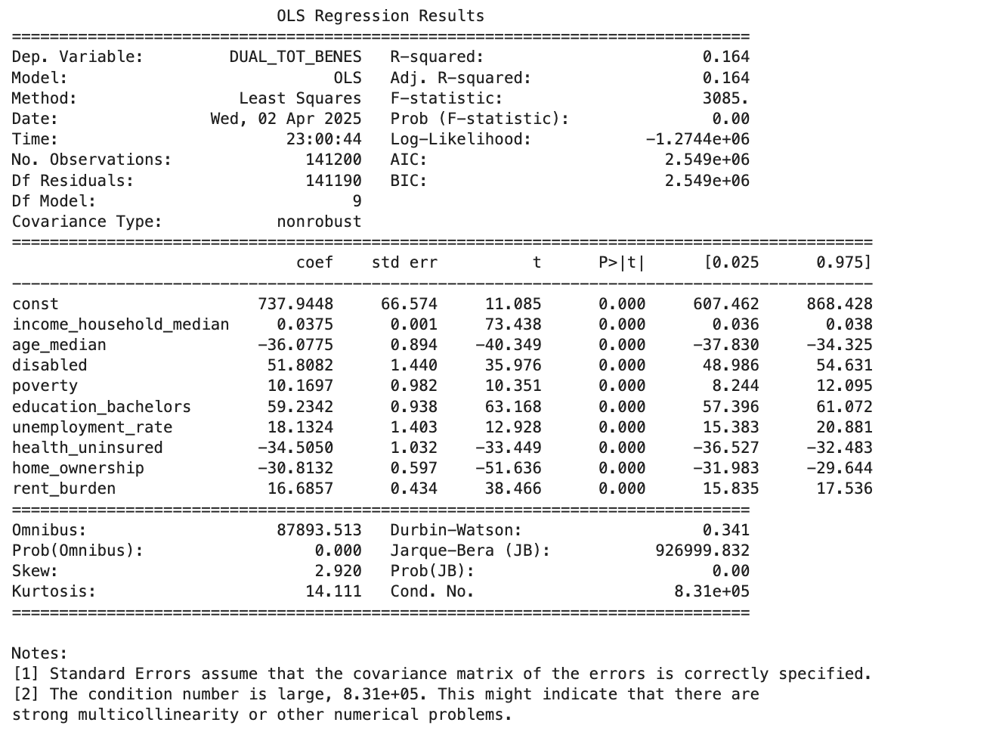 OLS Regression Results
==============================================================================
Dep. Variable: DUAL_TOT_BENES R-squared: 0.164
Model: OLS Adj. R-squared: 0.164
Method: Least Squares F-statistic: 3085.
Date: Wed, 02 Apr 2025 Prob (F-statistic): 0.00
Time: 23:00:44 Log-Likelihood: -1.2744e+06
No. Observations: 141200 AIC: 2.549e+06
Df Residuals: 141190 BIC: 2.549e+06
Df Model: 9
Covariance Type: nonrobust
===========================================================================================
coef std err t P>|t| [0.025 0.975]
-------------------------------------------------------------------------------------------
const 737.9448 66.574 11.085 0.000 607.462 868.428
income_household_median 0.0375 0.001 73.438 0.000 0.036 0.038
age_median -36.0775 0.894 -40.349 0.000 -37.830 -34.325
disabled 51.8082 1.440 35.976 0.000 48.986 54.631
poverty 10.1697 0.982 10.351 0.000 8.244 12.095
education_bachelors 59.2342 0.938 63.168 0.000 57.396 61.072
unemployment_rate 18.1324 1.403 12.928 0.000 15.383 20.881
health_uninsured -34.5050 1.032 -33.449 0.000 -36.527 -32.483
home_ownership -30.8132 0.597 -51.636 0.000 -31.983 -29.644
rent_burden 16.6857 0.434 38.466 0.000 15.835 17.536
==============================================================================
Omnibus: 87893.513 Durbin-Watson: 0.341
Prob(Omnibus): 0.000 Jarque-Bera (JB): 926999.832
Skew: 2.920 Prob(JB): 0.00
Kurtosis: 14.111 Cond. No. 8.31e+05
==============================================================================
Notes:
[1] Standard Errors assume that the covariance matrix of the errors is correctly specified.
[2] The condition number is large, 8.31e+05. This might indicate that there are
strong multicollinearity or other numerical problems.